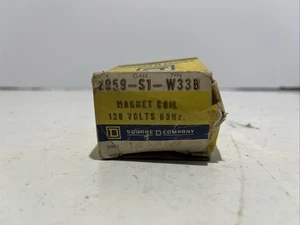 CLASS TYPE
2959-S1-W33B
MAGNET COIL
120 VOLTS 60HZ.
D SQUARE D COMPANY